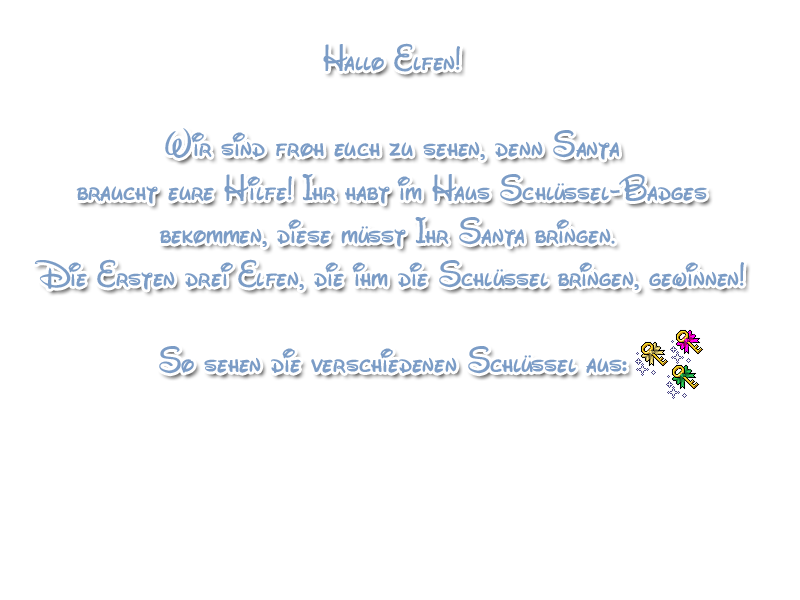 Hallo Elfen!
Wir sind froh euch zu sehen, denn Santa
braucht eure Hilfe! Ihr habt im Haus Schlüssel-Badges
bekommen, diese müsst Ihr Santa bringen.
Die Ersten drei Elfen, die ihm die Schlüssel bringen, gewinnen!
So sehen die verschiedenen Schlüssel aus: